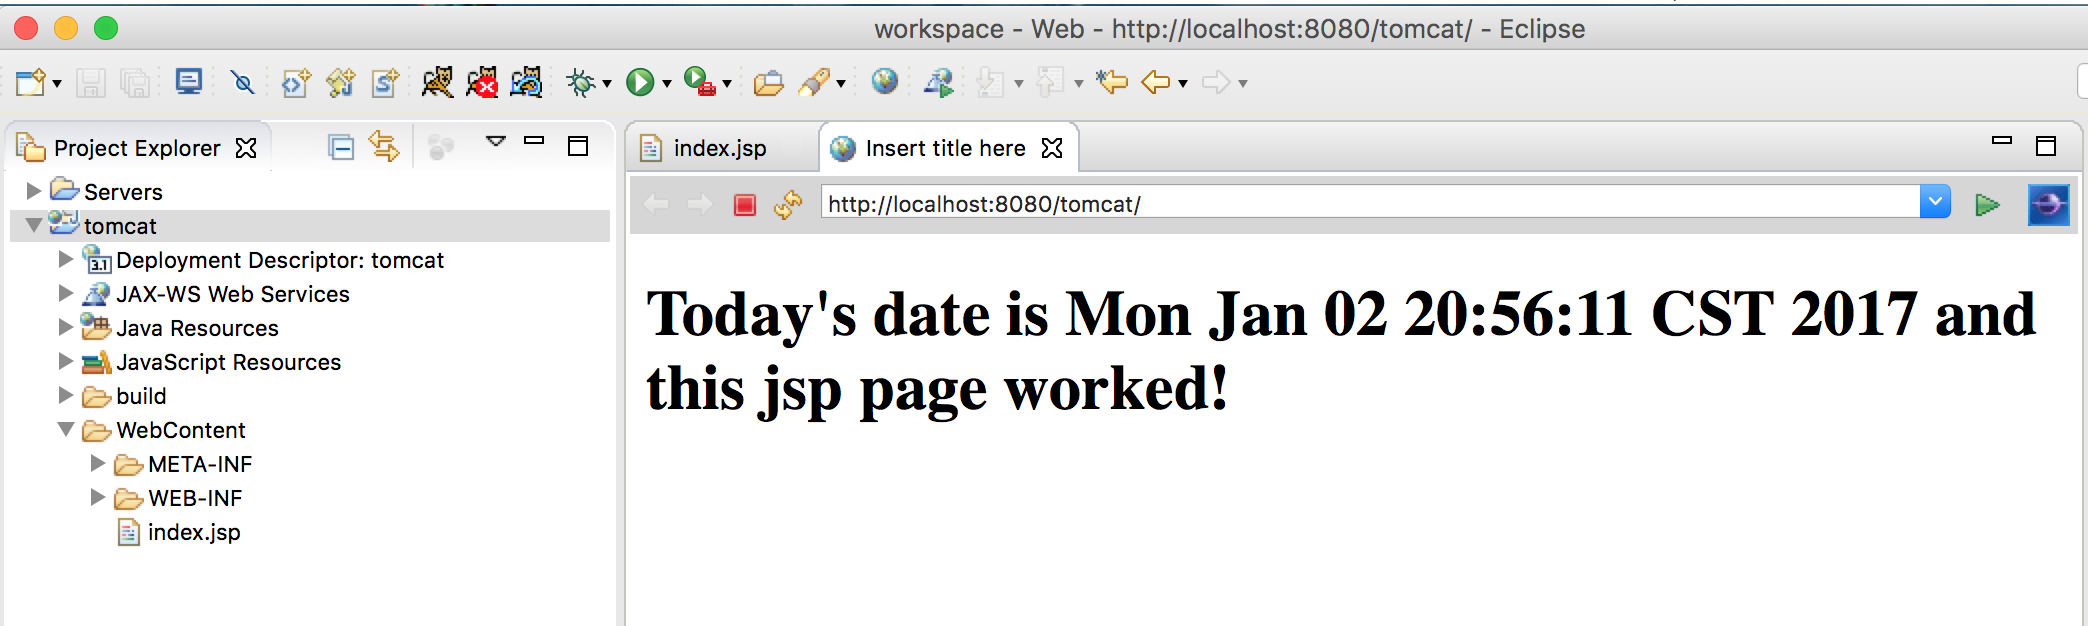 workspace - Web - http://localhost:8080/tomcat/ - Eclipse
Project Explorer
Servers
tomcat
3.1 Deployment Descriptor: tomcat
JAX-WS Web Services
Java Resources
JavaScript Resources
build
WebContent
META-INF
WEB-INF
index.jsp
index.jsp
Insert title here
http://localhost:8080/tomcat/
Today's date is Mon Jan 02 20:56:11 CST 2017 and
this jsp page worked!